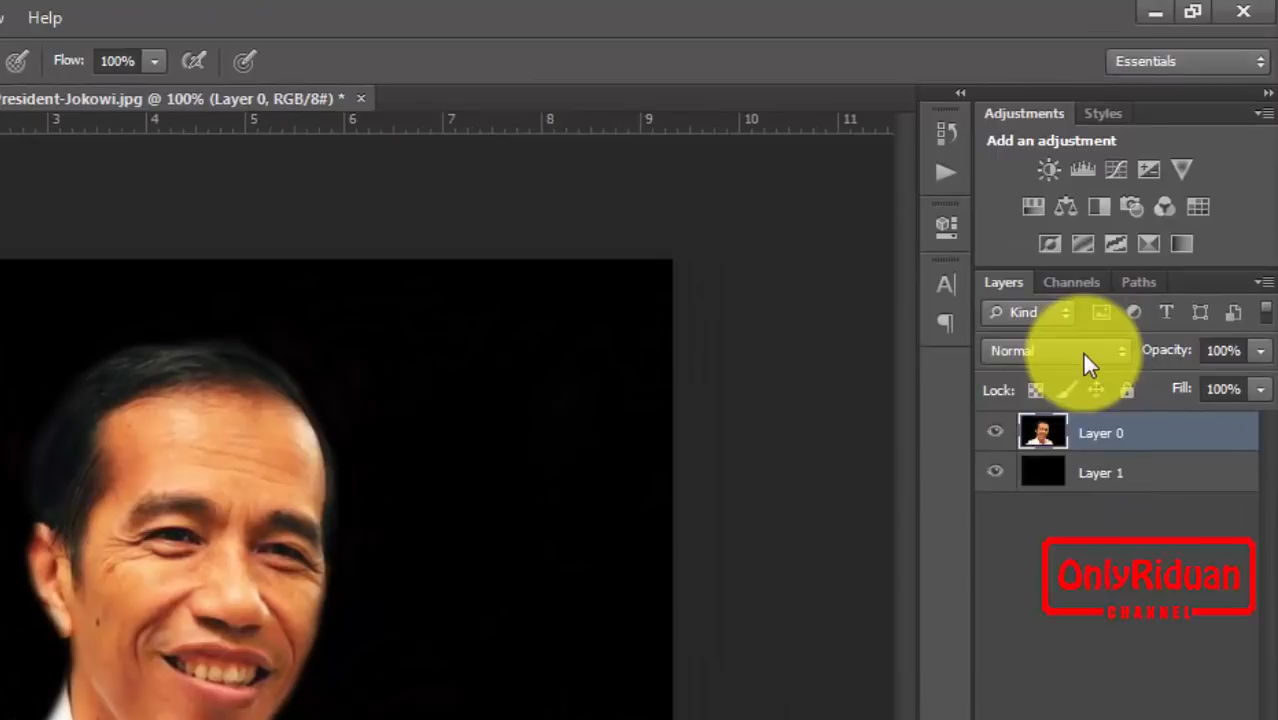 Help
Flow: 100%
Essentials
resident-Jokowi.jpg @ 100% (Layer 0, RGB/8#) *
3 4 5 6 7 8 9 10 11
Adjustments Styles
Add an adjustment
Layers Channels Paths
Kind
Normal Opacity: 100%
Lock: Fill: 100%
Layer 0
Layer 1
OnlyRiduan
CHANNEL